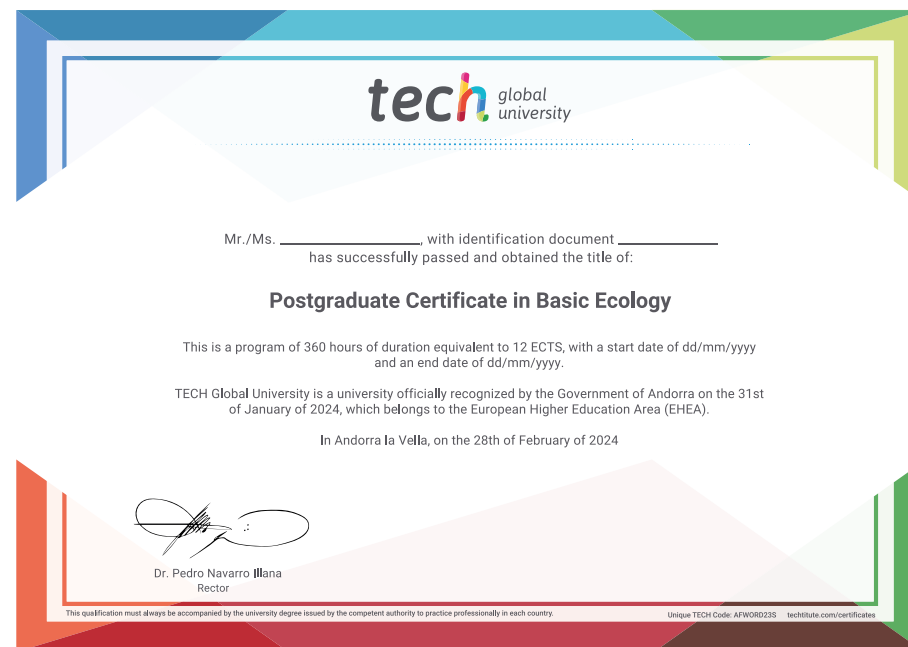 tech global university
Mr./Ms. ______________, with identification document __________
has successfully passed and obtained the title of:
Postgraduate Certificate in Basic Ecology
This is a program of 360 hours of duration equivalent to 12 ECTS, with a start date of dd/mm/yyyy
and an end date of dd/mm/yyyy.
TECH Global University is a university officially recognized by the Government of Andorra on the 31st
of January of 2024, which belongs to the European Higher Education Area (EHEA).
In Andorra la Vella, on the 28th of February of 2024
Dr. Pedro Navarro Illana
Rector
This qualification must always be accompanied by the university degree issued by the competent authority to practice professionally in each country.
Unique TECH Code: AFWORD23S techtitute.com/certificates